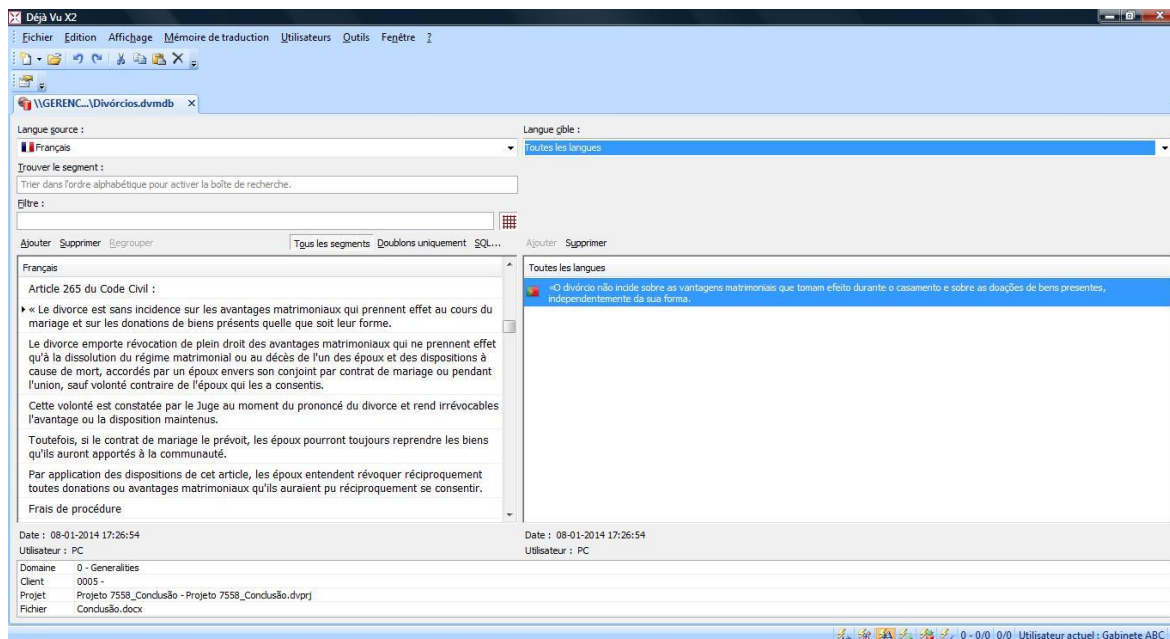 Déjà Vu X2
Fichier Edition Affichage Mémoire de traduction Utilisateurs Outils Fenêtre ?
\\GERENC...\Divórcios.dvmdb ×
Langue source : Langue cible :
Français Toutes les langues
Trouver le segment :
Trier dans l'ordre alphabétique pour activer la boîte de recherche.
Filtre :
Ajouter Supprimer Regrouper Tous les segments Doublons uniquement SQL... Ajouter Supprimer
Français
Article 265 du Code Civil :
« Le divorce est sans incidence sur les avantages matrimoniaux qui prennent effet au cours du
mariage et sur les donations de biens présents quelle que soit leur forme.
Le divorce emporte révocation de plein droit des avantages matrimoniaux qui ne prennent effet
qu'à la dissolution du régime matrimonial ou au décès de l'un des époux et des dispositions à
cause de mort, accordés par un époux envers son conjoint par contrat de mariage ou pendant
l'union, sauf volonté contraire de l'époux qui les a consentis.
Cette volonté est constatée par le Juge au moment du prononcé du divorce et rend irrévocables
l'avantage ou la disposition maintenus.
Toutefois, si le contrat de mariage le prévoit, les époux pourront toujours reprendre les biens
qu'ils auront apportés à la communauté.
Par application des dispositions de cet article, les époux entendent révoquer réciproquement
toutes donations ou avantages matrimoniaux qu'ils auraient pu réciproquement se consentir.
Frais de procédure
Toutes les langues
«O divórcio não incide sobre as vantagens matrimoniais que tomam efeito durante o casamento e sobre as doações de bens presentes,
independentemente da sua forma.
Date : 08-01-2014 17:26:54 Date : 08-01-2014 17:26:54
Utilisateur : PC Utilisateur : PC
Domaine 0 - Generalities
Client 0005 -
Projet Projeto 7558_Conclusão - Projeto 7558_Conclusão.dvprj
Fichier Conclusão.docx
0 - 0/0 0/0 Utilisateur actuel : Gabinete ABC